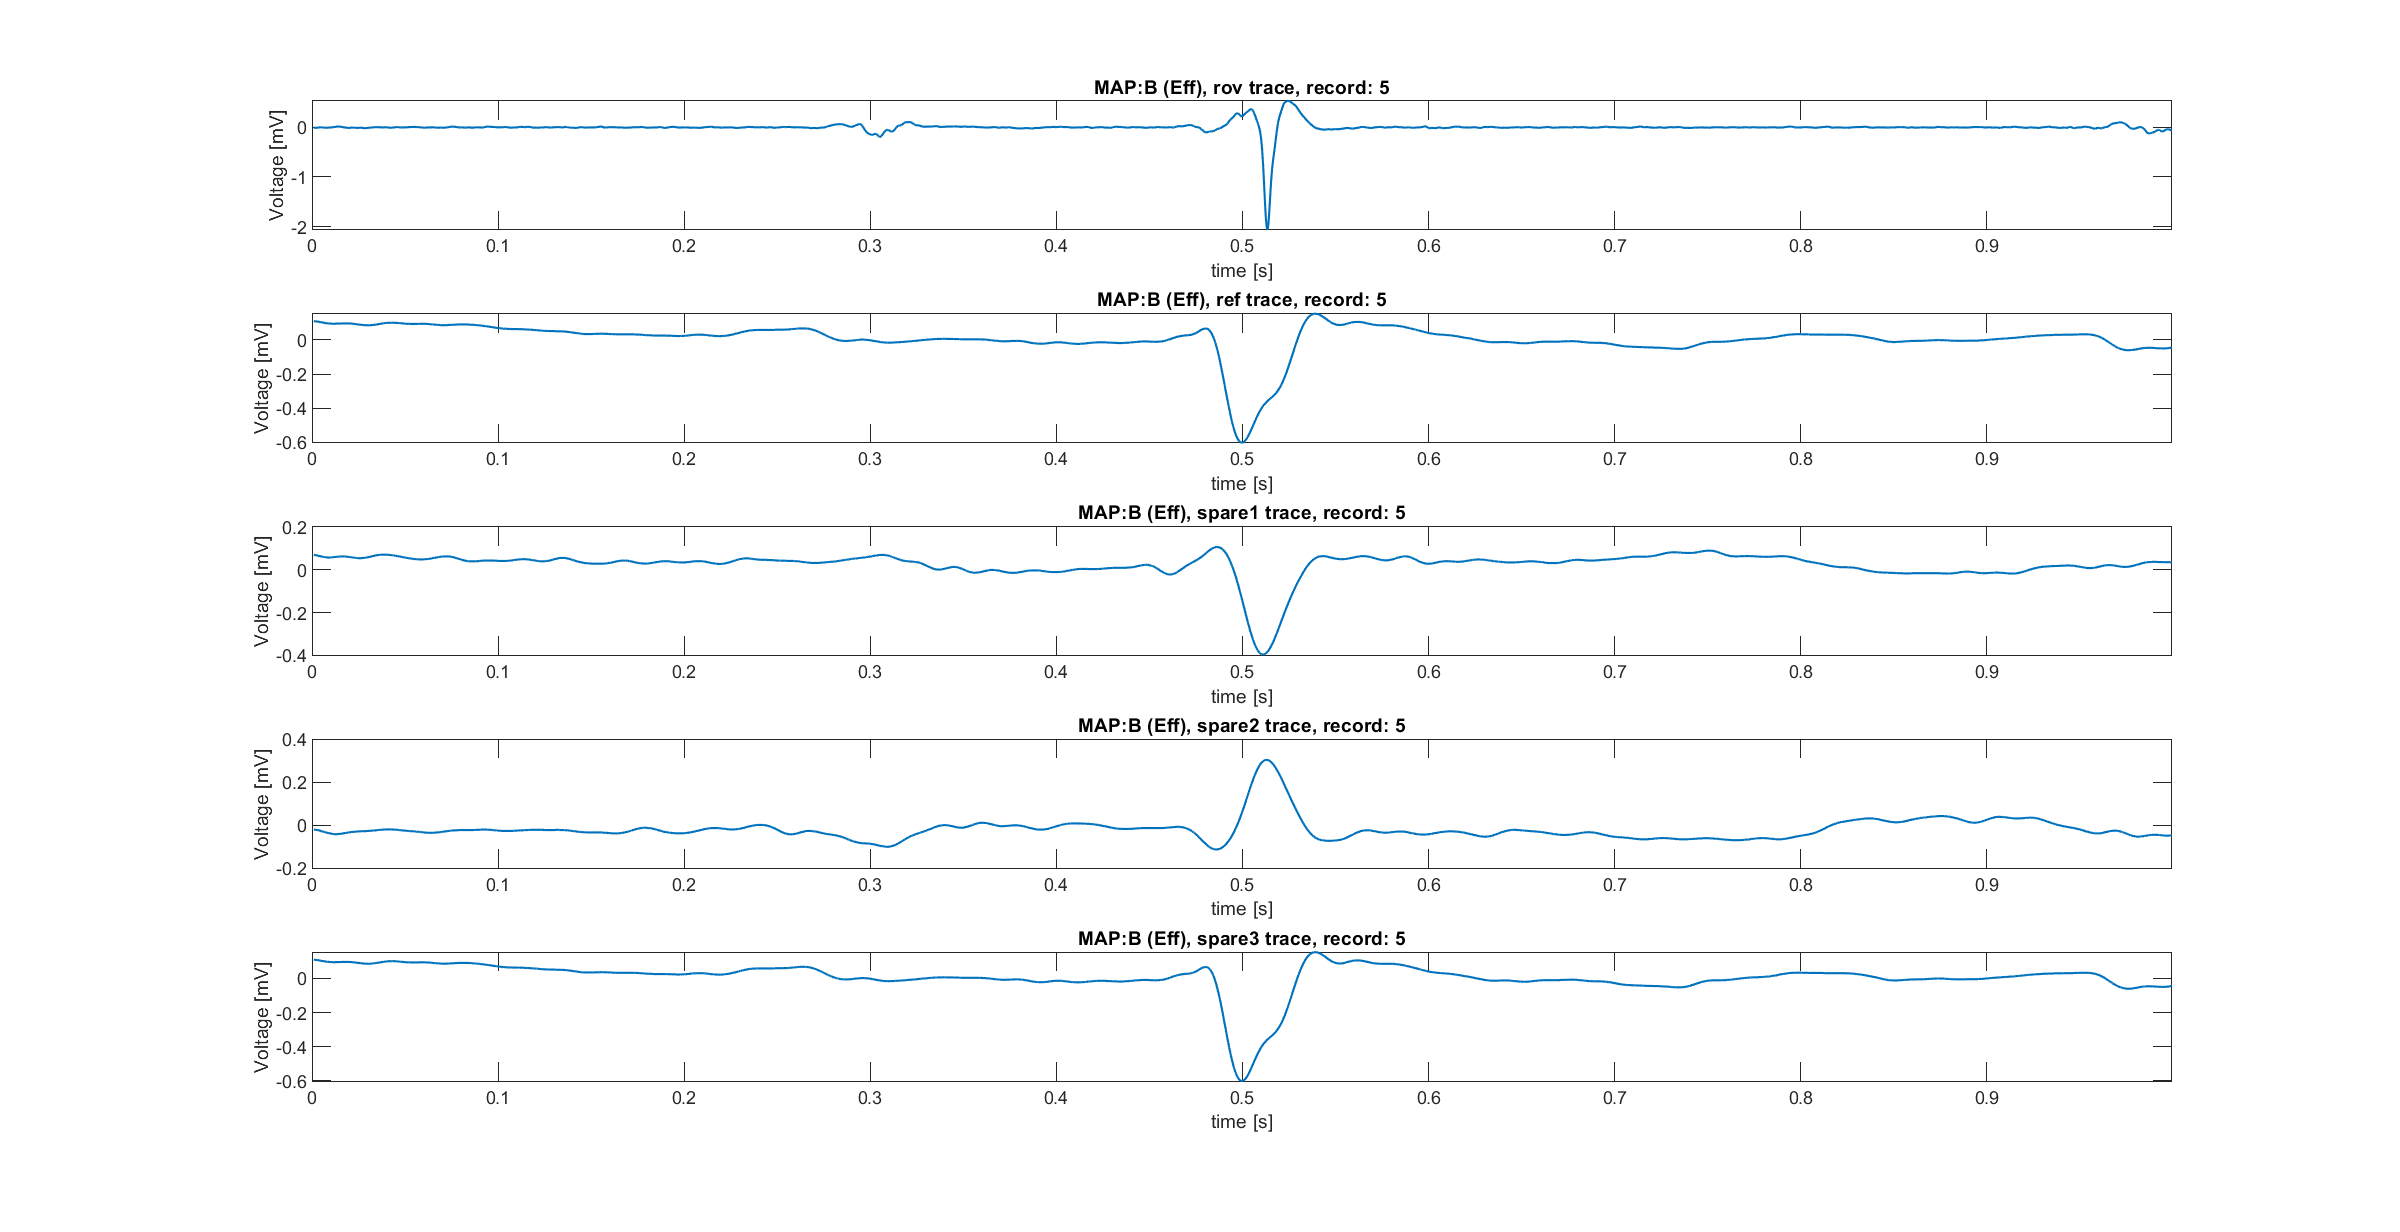 MAP:B (Eff), rov trace, record: 5
Voltage [mV]
0
-1
-2
0 0.1 0.2 0.3 0.4 0.5 0.6 0.7 0.8 0.9
time [s]
MAP:B (Eff), ref trace, record: 5
Voltage [mV]
0
-0.2
-0.4
-0.6
0 0.1 0.2 0.3 0.4 0.5 0.6 0.7 0.8 0.9
time [s]
MAP:B (Eff), spare1 trace, record: 5
Voltage [mV]
0.2
0
-0.2
-0.4
0 0.1 0.2 0.3 0.4 0.5 0.6 0.7 0.8 0.9
time [s]
MAP:B (Eff), spare2 trace, record: 5
Voltage [mV]
0.4
0.2
0
-0.2
0 0.1 0.2 0.3 0.4 0.5 0.6 0.7 0.8 0.9
time [s]
MAP:B (Eff), spare3 trace, record: 5
Voltage [mV]
0
-0.2
-0.4
-0.6
0 0.1 0.2 0.3 0.4 0.5 0.6 0.7 0.8 0.9
time [s]